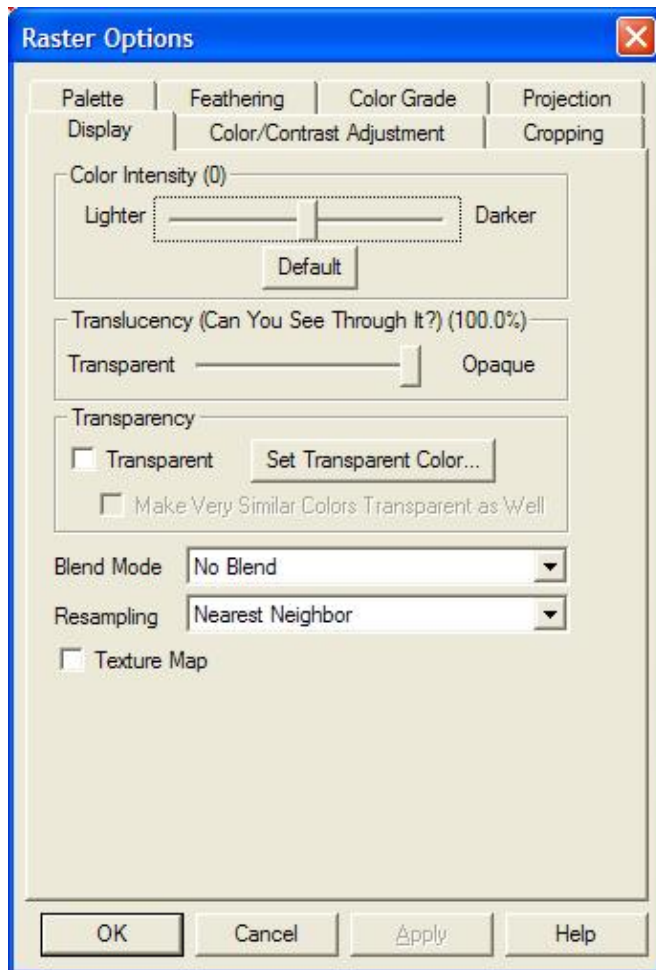 Raster Options
Palette Feathering Color Grade Projection
Display Color/Contrast Adjustment Cropping
Color Intensity (0)
Lighter Darker
Default
Translucency (Can You See Through It?) (100.0%)
Transparent Opaque
Transparency
Transparent Set Transparent Color...
Make Very Similar Colors Transparent as Well
Blend Mode No Blend
Resampling Nearest Neighbor
Texture Map
OK Cancel Apply Help